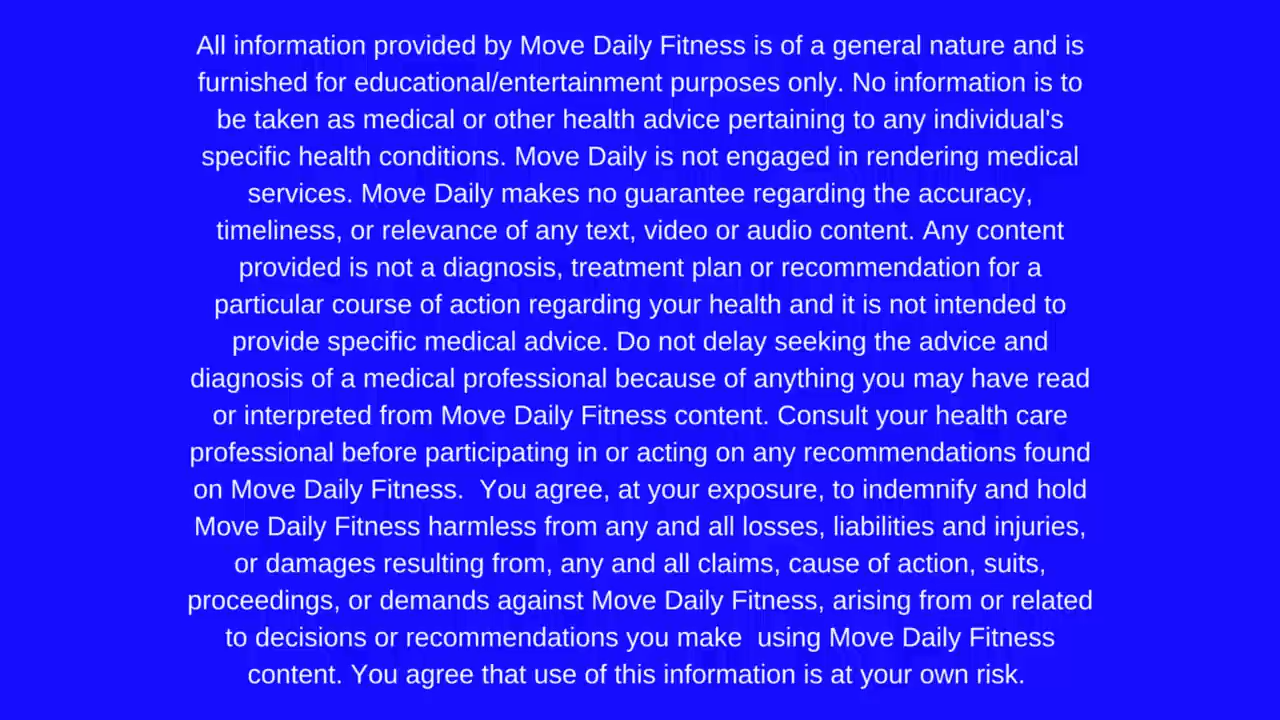 All information provided by Move Daily Fitness is of a general nature and is
furnished for educational/entertainment purposes only. No information is to
be taken as medical or other health advice pertaining to any individual's
specific health conditions. Move Daily is not engaged in rendering medical
services. Move Daily makes no guarantee regarding the accuracy,
timeliness, or relevance of any text, video or audio content. Any content
provided is not a diagnosis, treatment plan or recommendation for a
particular course of action regarding your health and it is not intended to
provide specific medical advice. Do not delay seeking the advice and
diagnosis of a medical professional because of anything you may have read
or interpreted from Move Daily Fitness content. Consult your health care
professional before participating in or acting on any recommendations found
on Move Daily Fitness.  You agree, at your exposure, to indemnify and hold
Move Daily Fitness harmless from any and all losses, liabilities and injuries,
or damages resulting from, any and all claims, cause of action, suits,
proceedings, or demands against Move Daily Fitness, arising from or related
to decisions or recommendations you make  using Move Daily Fitness
content. You agree that use of this information is at your own risk.